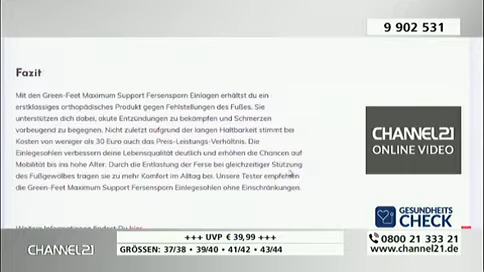 9 902 531
Fazit
Mit den Green-Feet Maximum Support Fersensporn Einlagen erhältst du ein
erstklassiges orthopädisches Produkt gegen Fehlstellungen des Fußes. Sie
unterstützen dich dabei, akute Entzündungen zu bekämpfen und Schmerzen
vorbeugend zu begegnen. Nicht zuletzt aufgrund der langen Haltbarkeit stimmt bei
Kosten von weniger als 30 Euro auch das Preis-Leistungs-Verhältnis. Die
Einlegesohlen verbessern deine Lebensqualität deutlich und erhöhen die Chancen auf
Mobilität bis ins hohe Alter. Durch die Entlastung der Ferse bei gleichzeitiger Stützung
des Fußgewölbes tragen sie zu mehr Komfort im Alltag bei. Unsere Tester empfehlen
die Green-Feet Maximum Support Fersensporn Einlegesohlen ohne Einschränkungen.
CHANNEL21
ONLINE VIDEO
GESUNDHEITS
CHECK
CHANNEL21
+++ UVP € 39,99 +++
GRÖSSEN: 37/38 • 39/40 • 41/42 • 43/44
0800 21 333 21
www.channel21.de